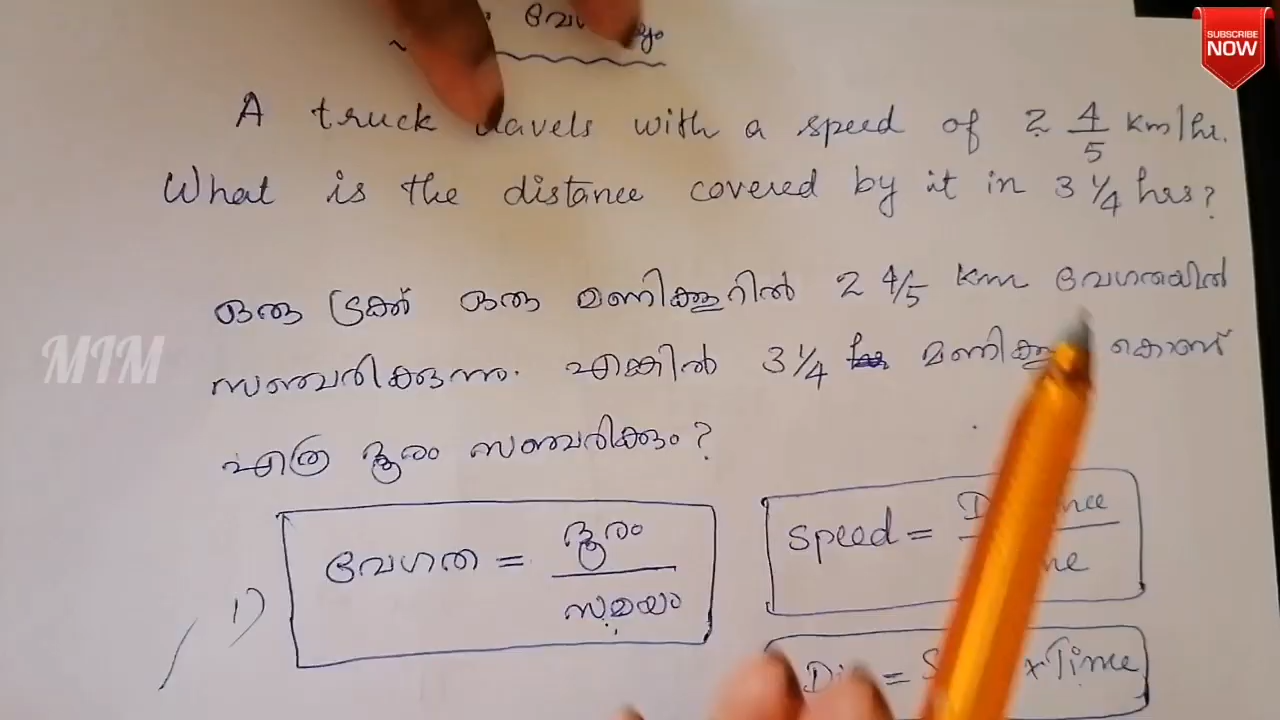 SUBSCRIBE
NOW
A truck travels with a speed of 2 4/5 km/hr.
What is the distance covered by it in 3 1/4 hrs?
ഒരു ട്രക്ക് ഒരു മണിക്കൂറിൽ 2 4/5 km വേഗതയിൽ
സഞ്ചരിക്കുന്നു. എങ്കിൽ 3 1/4 കൊണ്ട്
MIM
എത്ര ദൂരം സഞ്ചരിക്കും?
1) വേഗത = ദൂരം / സമയം
Speed =
= × Time